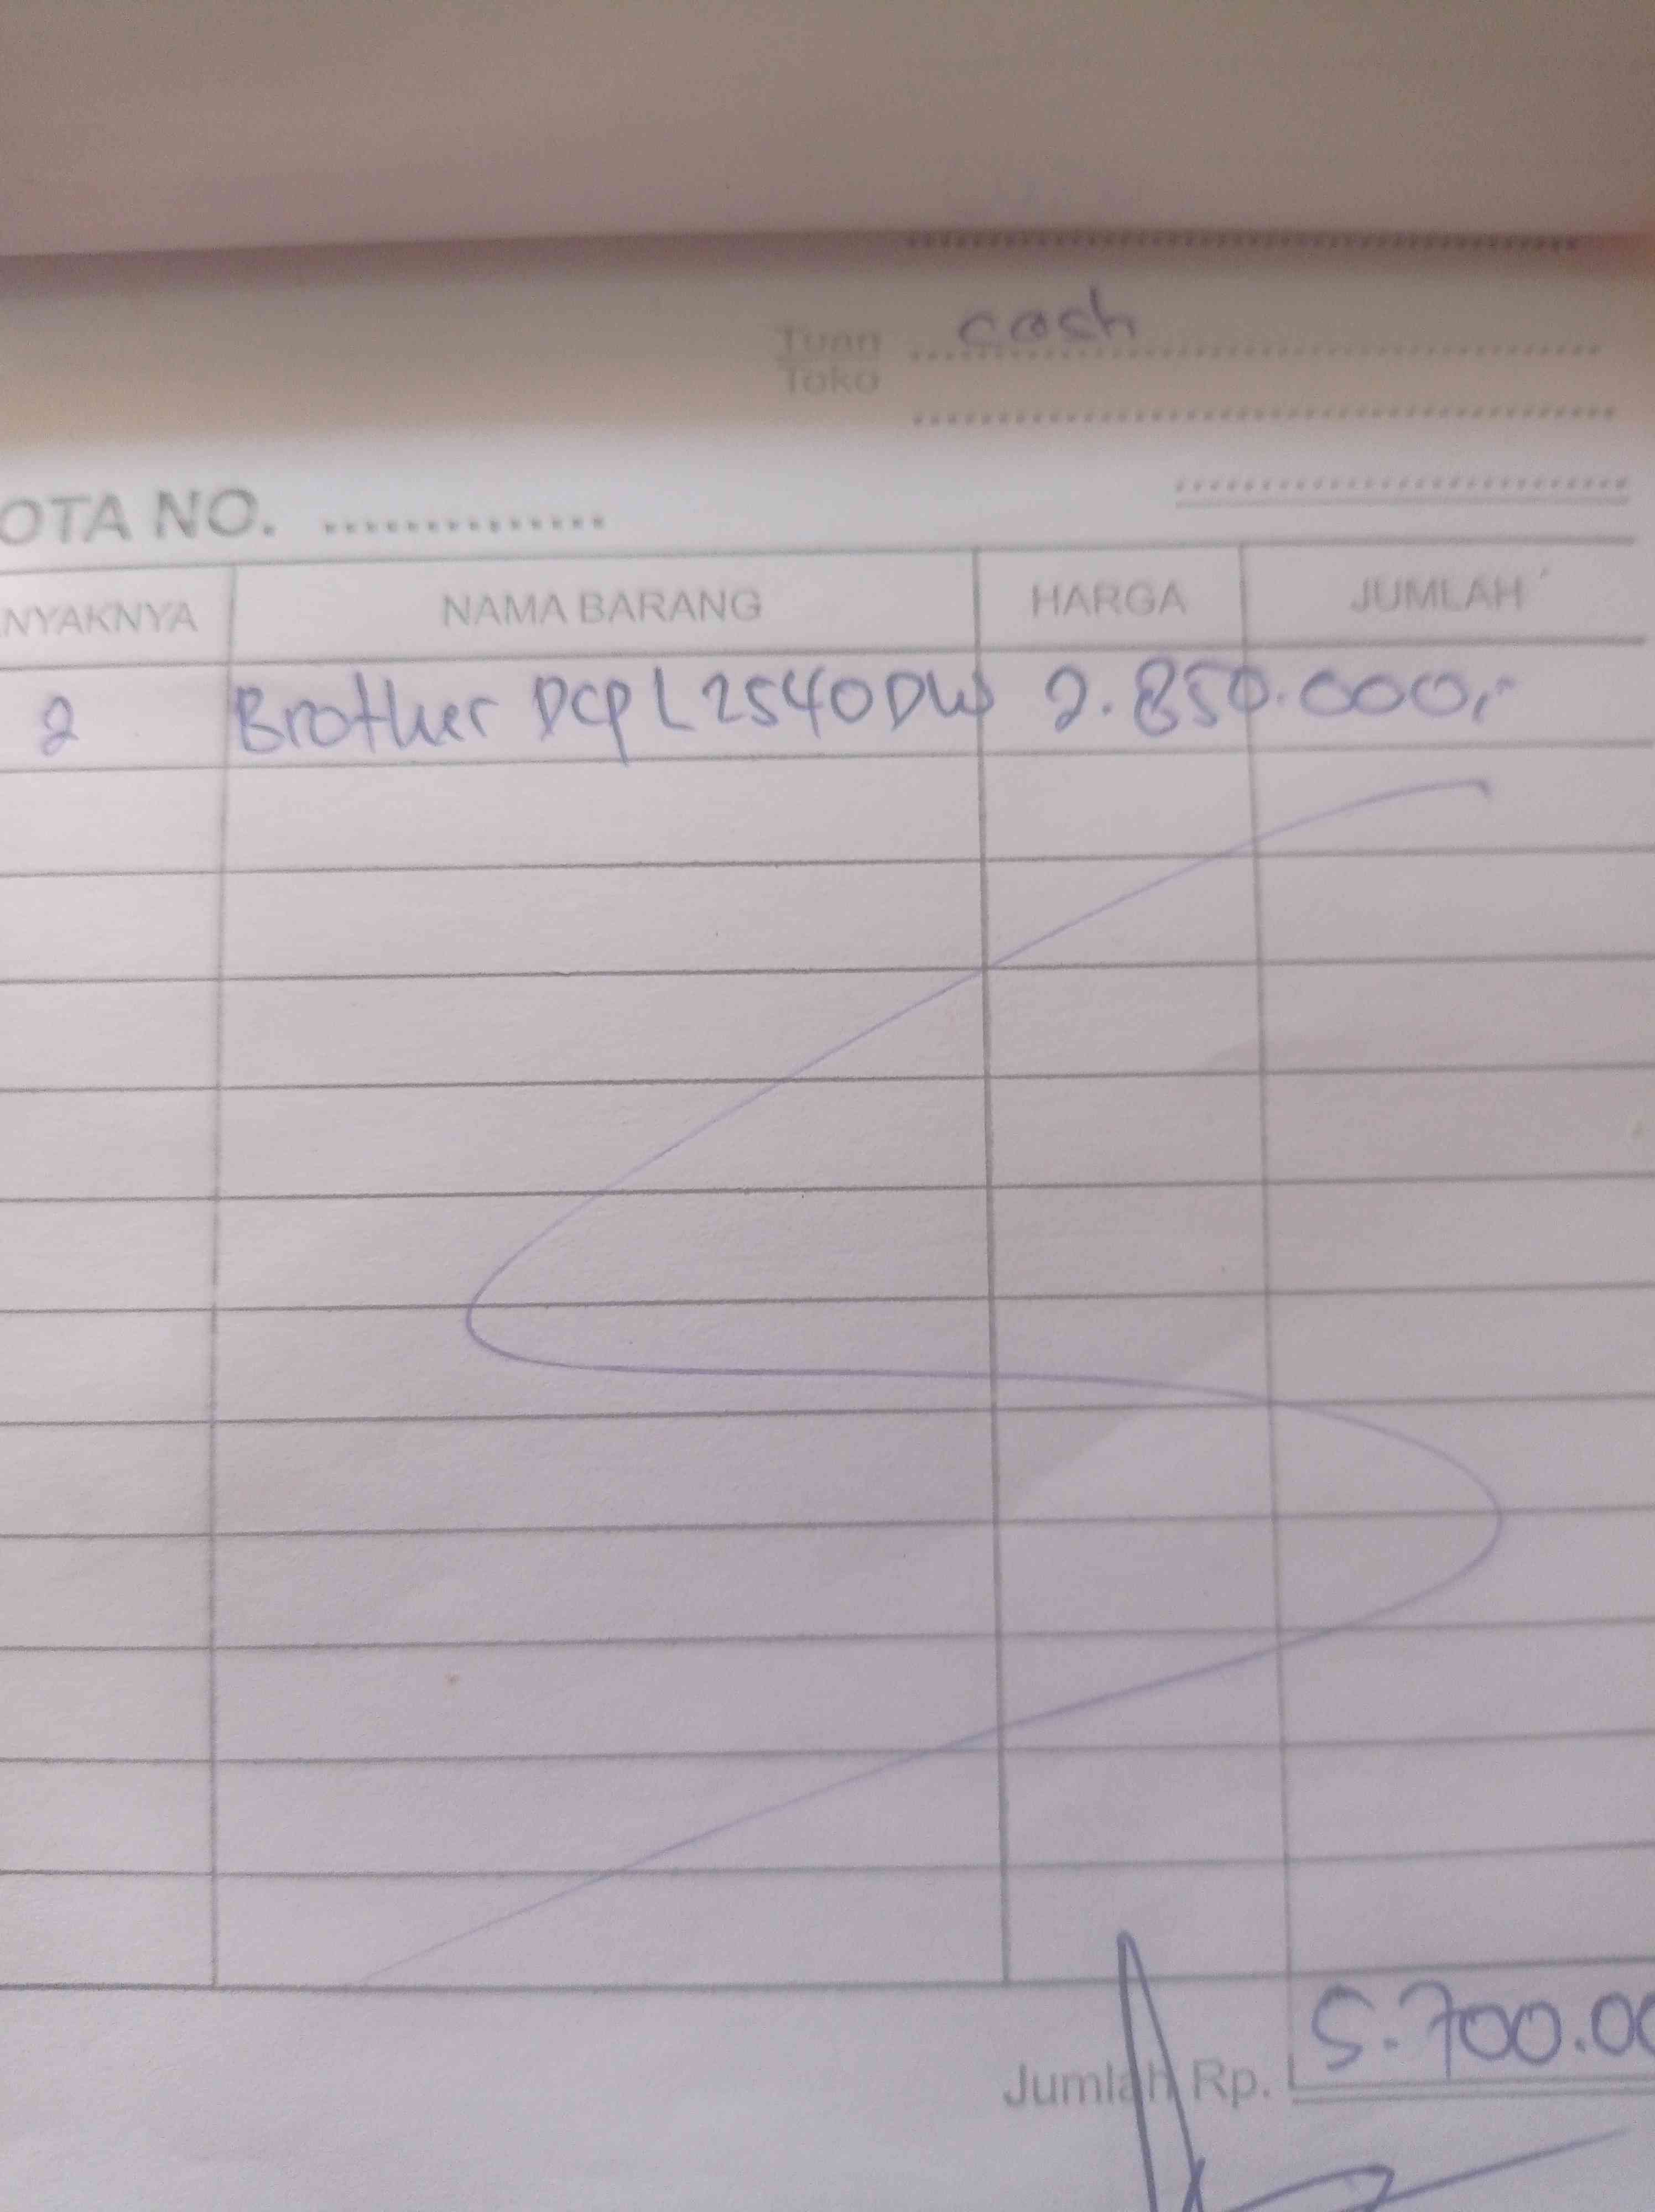 cash
Tuan
Toko
OTA NO. ...............
NYAKNYA NAMA BARANG HARGA JUMLAH
2 Brother DCP L2540DW 2.850.000,-
Jumlah Rp. 5.700.00